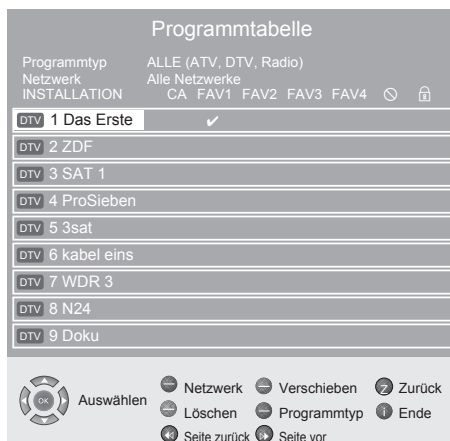 Programmtabelle
Programmtyp ALLE (ATV, DTV, Radio)
Netzwerk Alle Netzwerke
INSTALLATION CA FAV1 FAV2 FAV3 FAV4
DTV 1 Das Erste ✔
DTV 2 ZDF
DTV 3 SAT 1
DTV 4 ProSieben
DTV 5 3sat
DTV 6 kabel eins
DTV 7 WDR 3
DTV 8 N24
DTV 9 Doku
OK Auswählen
Netzwerk Verschieben Z Zurück
Löschen Programmtyp i Ende
Seite zurück Seite vor